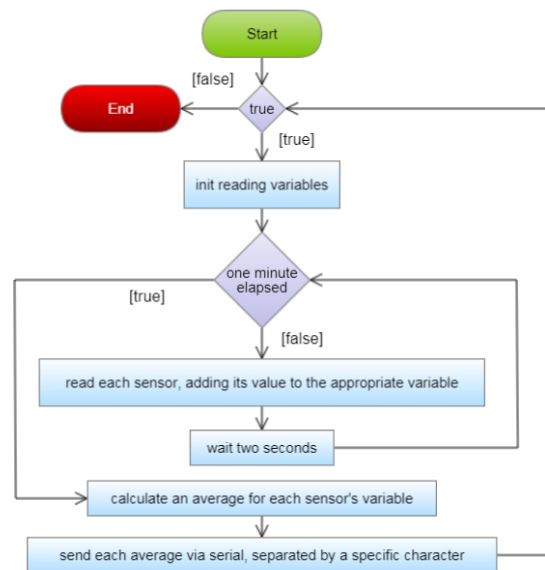 Start
[false]
End
true
[true]
init reading variables
one minute
elapsed
[true]
[false]
read each sensor, adding its value to the appropriate variable
wait two seconds
calculate an average for each sensor's variable
send each average via serial, separated by a specific character